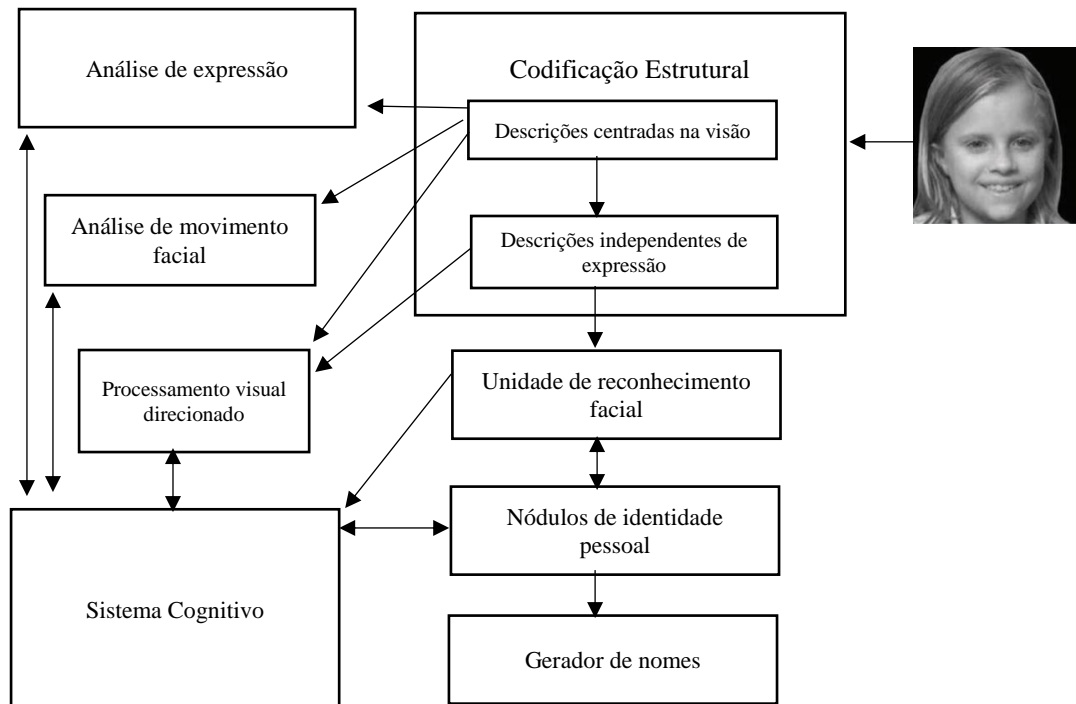 Análise de expressão
Codificação Estrutural
Descrições centradas na visão
Análise de movimento
facial
Descrições independentes de
expressão
Processamento visual
direcionado
Unidade de reconhecimento
facial
Nódulos de identidade
pessoal
Sistema Cognitivo
Gerador de nomes